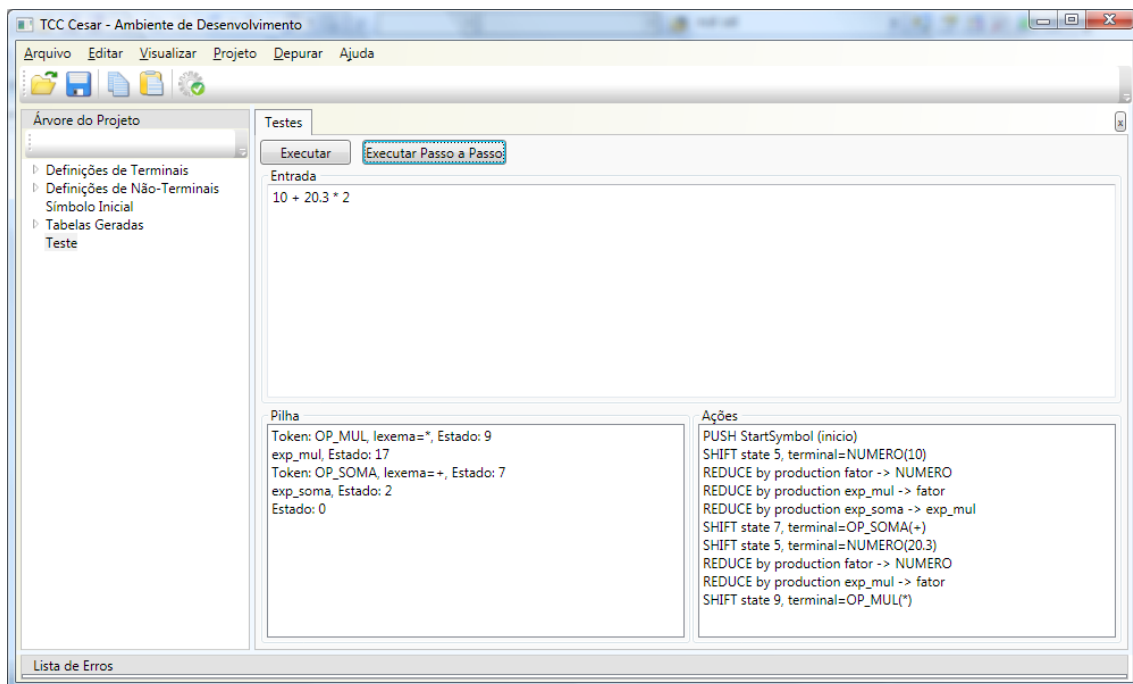 TCC Cesar - Ambiente de Desenvolvimento
Arquivo Editar Visualizar Projeto Depurar Ajuda
Árvore do Projeto
Definições de Terminais
Definições de Não-Terminais
Símbolo Inicial
Tabelas Geradas
Teste
Testes
x
Executar Executar Passo a Passo
Entrada
10 + 20.3 * 2
Pilha
Token: OP_MUL, lexema=*, Estado: 9
exp_mul, Estado: 17
Token: OP_SOMA, lexema=+, Estado: 7
exp_soma, Estado: 2
Estado: 0
Ações
PUSH StartSymbol (inicio)
SHIFT state 5, terminal=NUMERO(10)
REDUCE by production fator -> NUMERO
REDUCE by production exp_mul -> fator
REDUCE by production exp_soma -> exp_mul
SHIFT state 7, terminal=OP_SOMA(+)
SHIFT state 5, terminal=NUMERO(20.3)
REDUCE by production fator -> NUMERO
REDUCE by production exp_mul -> fator
SHIFT state 9, terminal=OP_MUL(*)
Lista de Erros